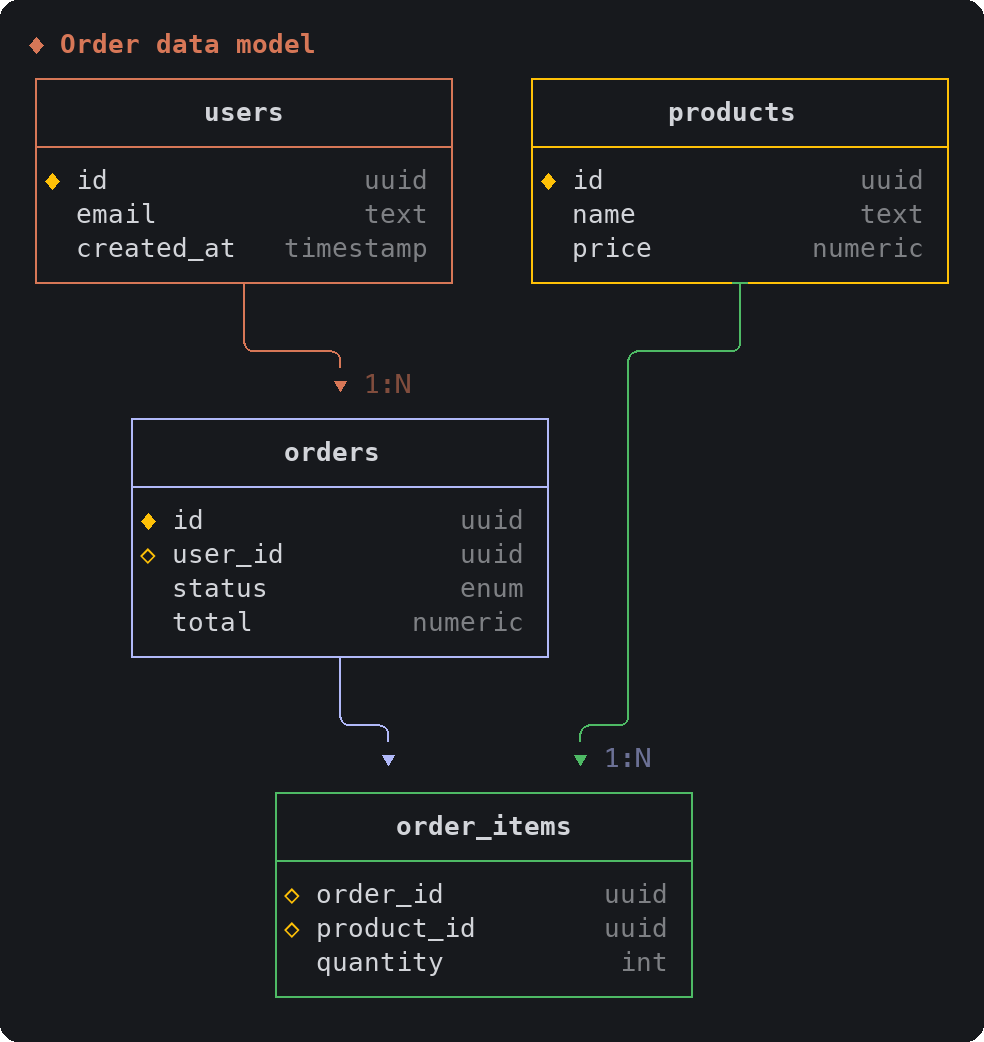 ♦ Order data model
users
♦ id uuid
email text
created_at timestamp
products
♦ id uuid
name text
price numeric
1:N
orders
♦ id uuid
◇ user_id uuid
status enum
total numeric
1:N
order_items
◇ order_id uuid
◇ product_id uuid
quantity int